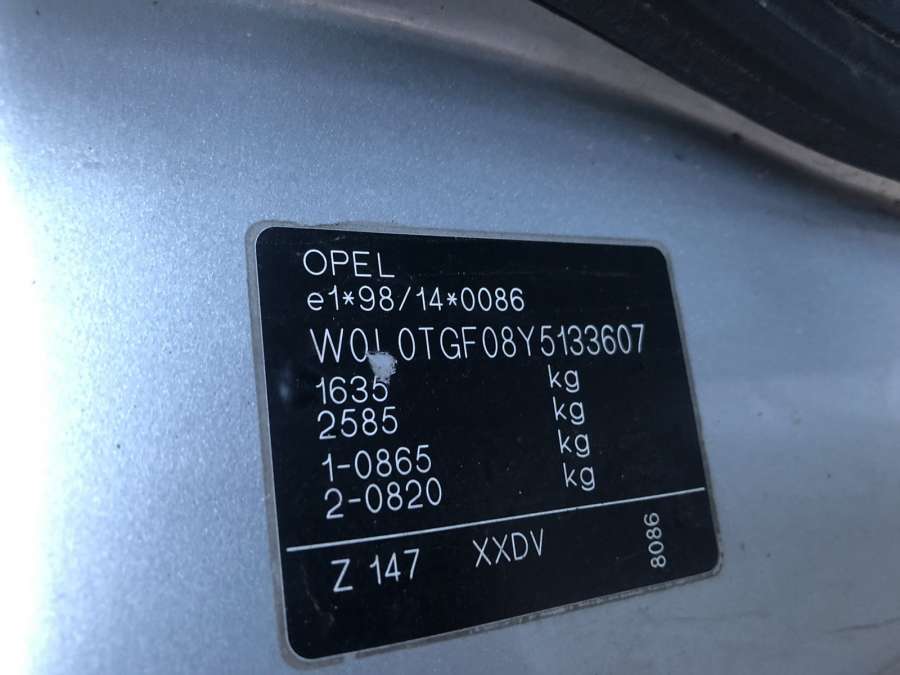 OPEL
e1*98/14*0086
W0L0TGF08Y5133607
1635 kg
2585 kg
1-0865 kg
2-0820 kg
Z 147 XXDV 8086